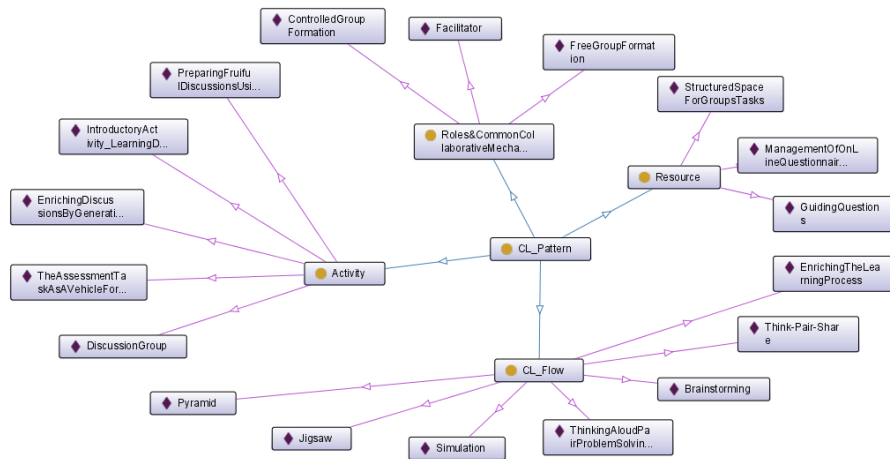 ControlledGroup
Formation
Facilitator
FreeGroupFormat
ion
PreparingFruifu
lDiscussionsUsi...
StructuredSpace
ForGroupsTasks
IntroductoryAct
ivity_LearningD...
Roles&CommonCol
laborativeMecha...
ManagementOfOnL
ineQuestionnair...
Resource
EnrichingDiscus
sionsByGenerati...
GuidingQuestion
s
CL_Pattern
Activity
TheAssessmentTa
skAsAVehicleFor...
EnrichingTheLea
rningProcess
Think-Pair-Shar
e
DiscussionGroup
CL_Flow
Brainstorming
Pyramid
Jigsaw
Simulation
ThinkingAloudPa
irProblemSolvin...